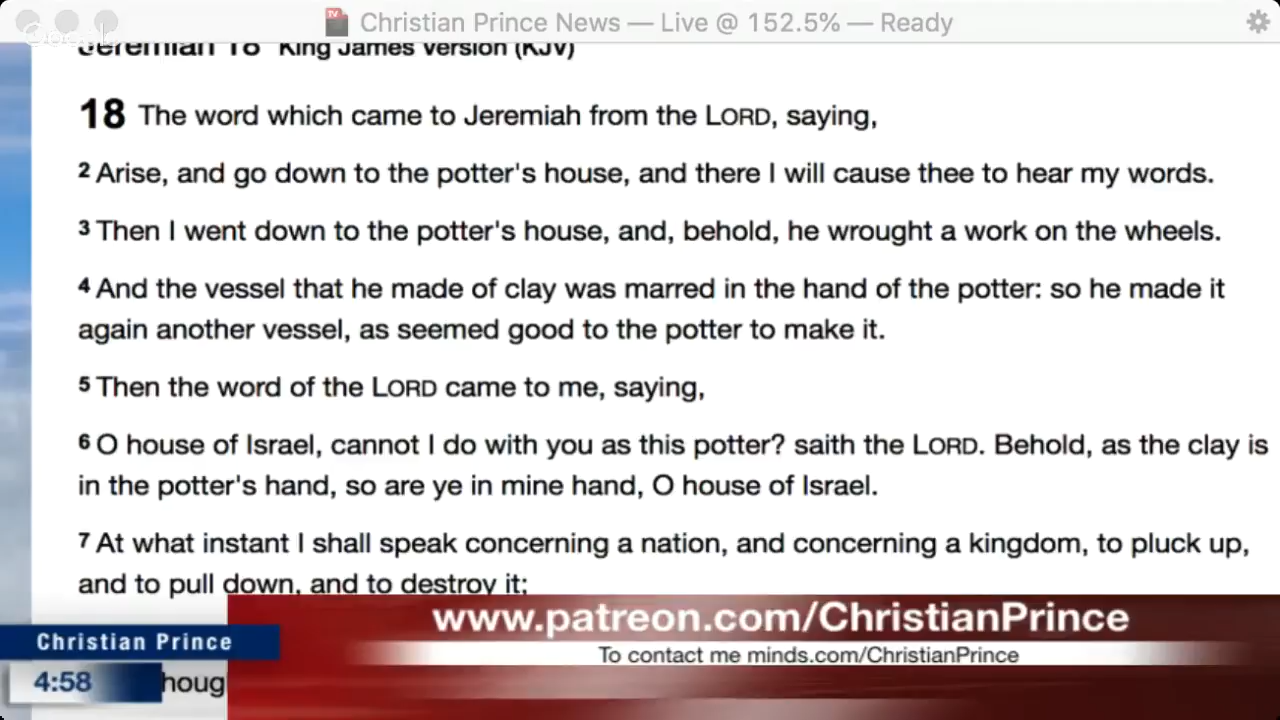 Christian Prince News — Live @ 152.5% — Ready
Google
Jeremiah 18 King James Version (KJV)
18 The word which came to Jeremiah from the LORD, saying,
2 Arise, and go down to the potter's house, and there I will cause thee to hear my words.
3 Then I went down to the potter's house, and, behold, he wrought a work on the wheels.
4 And the vessel that he made of clay was marred in the hand of the potter: so he made it
again another vessel, as seemed good to the potter to make it.
5 Then the word of the LORD came to me, saying,
6 O house of Israel, cannot I do with you as this potter? saith the LORD. Behold, as the clay is
in the potter's hand, so are ye in mine hand, O house of Israel.
7 At what instant I shall speak concerning a nation, and concerning a kingdom, to pluck up,
and to pull down, and to destroy it;
www.patreon.com/ChristianPrince
Christian Prince
To contact me minds.com/ChristianPrince
4:58